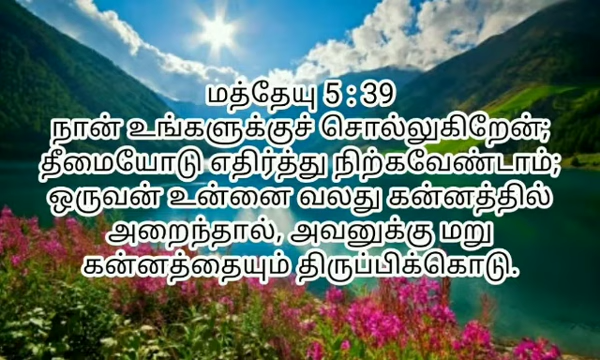 மத்தேயு 5 : 39
நான் உங்களுக்குச் சொல்லுகிறேன்;
தீமையோடு எதிர்த்து நிற்கவேண்டாம்;
ஒருவன் உன்னை வலது கன்னத்தில்
அறைந்தால், அவனுக்கு மறு
கன்னத்தையும் திருப்பிக்கொடு.